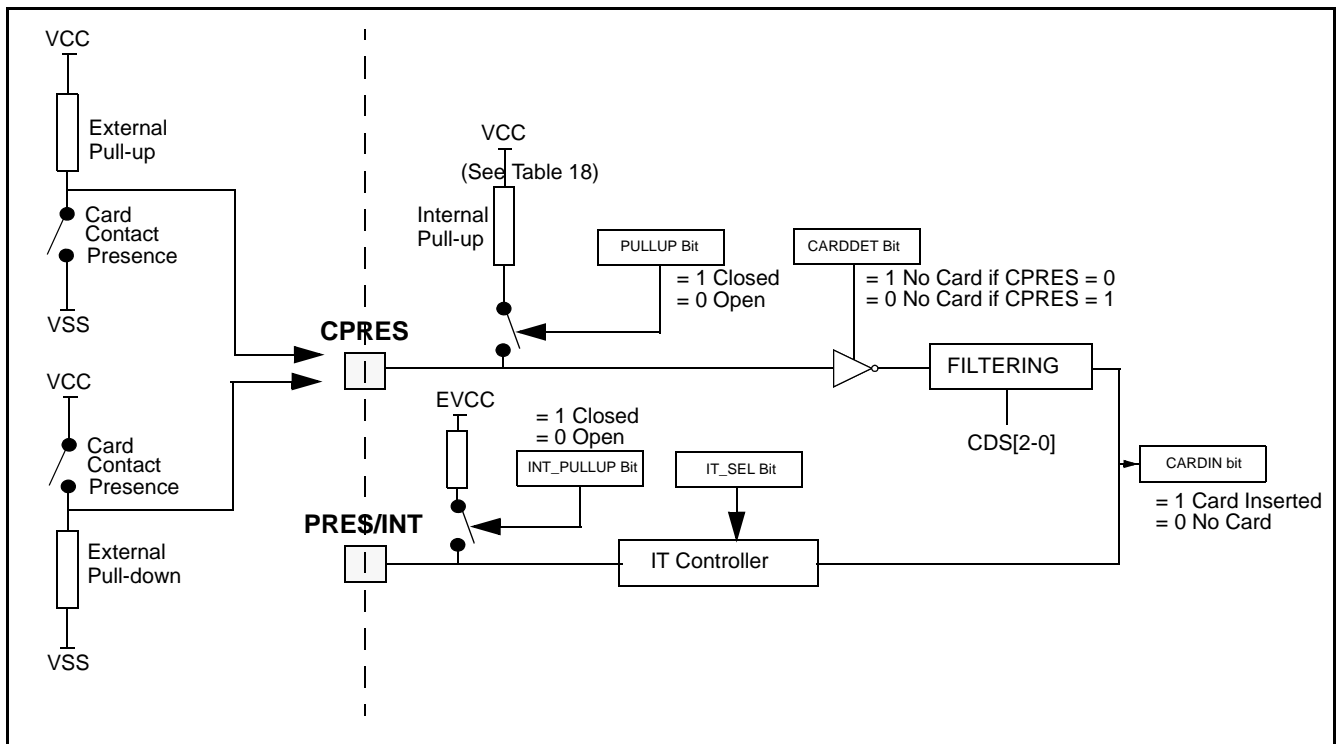 VCC
External
Pull-up
Card
Contact
Presence
VSS
VCC
Card
Contact
Presence
External
Pull-down
VSS
CPRES
VCC
(See Table 18)
Internal
Pull-up
PULLUP Bit
= 1 Closed
= 0 Open
CARDDET Bit
= 1 No Card if CPRES = 0
= 0 No Card if CPRES = 1
FILTERING
CDS[2-0]
EVCC
= 1 Closed
= 0 Open
INT_PULLUP Bit
IT_SEL Bit
PRES/INT
IT Controller
CARDIN bit
= 1 Card Inserted
= 0 No Card